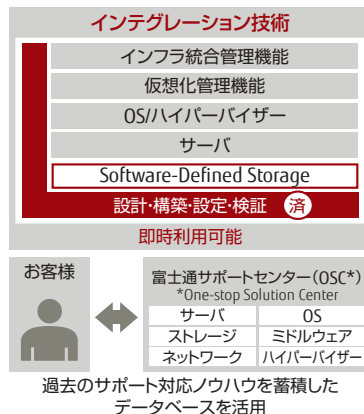 インテグレーション技術
インフラ統合管理機能
仮想化管理機能
OS/ハイパーバイザー
サーバ
Software-Defined Storage
設計・構築・設定・検証 済
即時利用可能
お客様
富士通サポートセンター(OSC*)
*One-stop Solution Center
サーバ OS
ストレージ ミドルウェア
ネットワーク ハイパーバイザー
過去のサポート対応ノウハウを蓄積した
データベースを活用